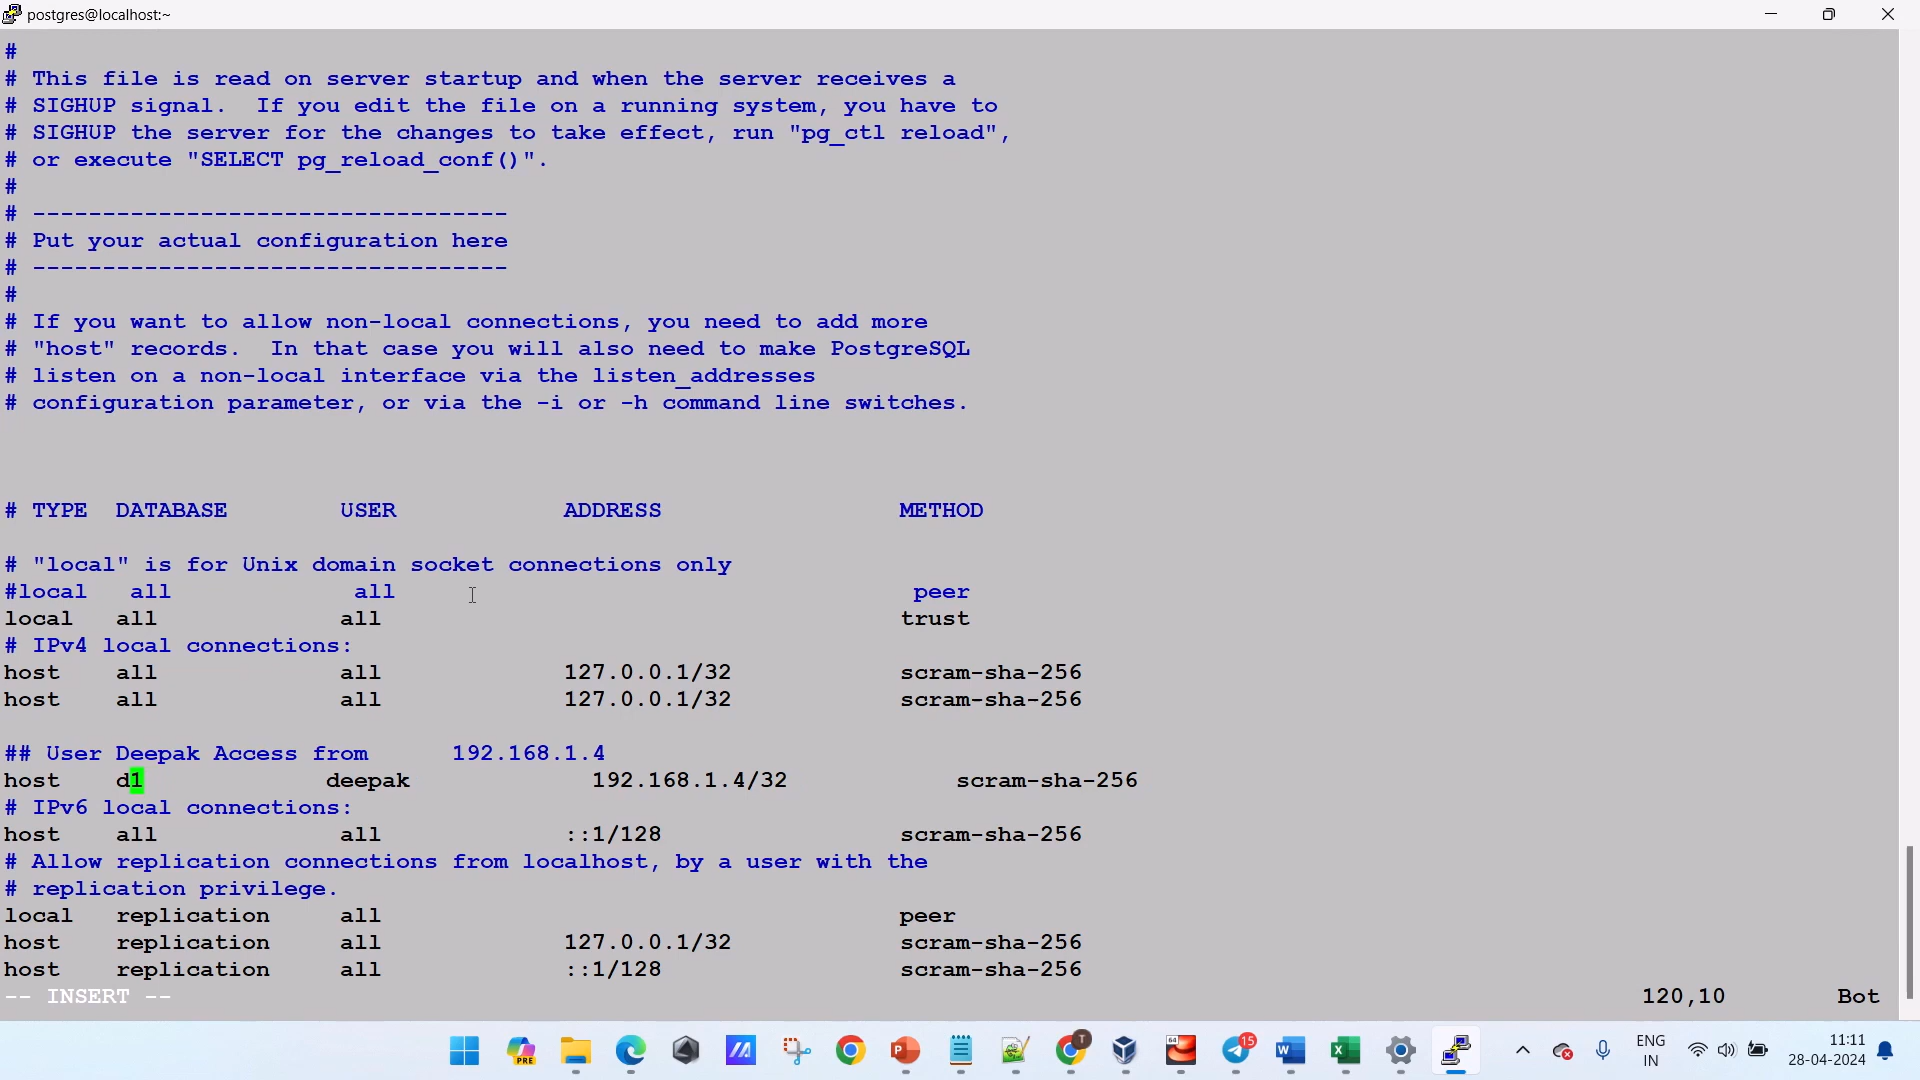 postgres@localhost:~
#
# This file is read on server startup and when the server receives a
# SIGHUP signal.  If you edit the file on a running system, you have to
# SIGHUP the server for the changes to take effect, run "pg_ctl reload",
# or execute "SELECT pg_reload_conf()".
#
# ----------------------------------
# Put your actual configuration here
# ----------------------------------
#
# If you want to allow non-local connections, you need to add more
# "host" records.  In that case you will also need to make PostgreSQL
# listen on a non-local interface via the listen_addresses
# configuration parameter, or via the -i or -h command line switches.
# TYPE  DATABASE        USER            ADDRESS                 METHOD
# "local" is for Unix domain socket connections only
#local   all             all                                     peer
local   all             all                                     trust
# IPv4 local connections:
host    all             all             127.0.0.1/32            scram-sha-256
host    all             all             127.0.0.1/32            scram-sha-256
## User Deepak Access from      192.168.1.4
host    d1             deepak             192.168.1.4/32            scram-sha-256
# IPv6 local connections:
host    all             all             ::1/128                 scram-sha-256
# Allow replication connections from localhost, by a user with the
# replication privilege.
local   replication     all                                     peer
host    replication     all             127.0.0.1/32            scram-sha-256
host    replication     all             ::1/128                 scram-sha-256
-- INSERT --                                                    120,10        Bot
PRE
T
64
15
ENG
IN
11:11
28-04-2024